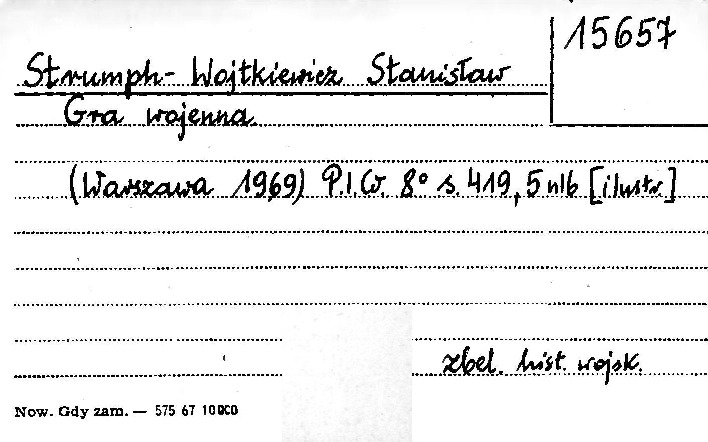 15657
Strumph-Wojtkiewicz Stanisław
Gra wojenna.
(Warszawa 1969) P.I.W. 8° s. 419, 5 nlb [ilustr.]
zbel. hist. wojsk.
Now. Gdy zam. — 575 67 10000